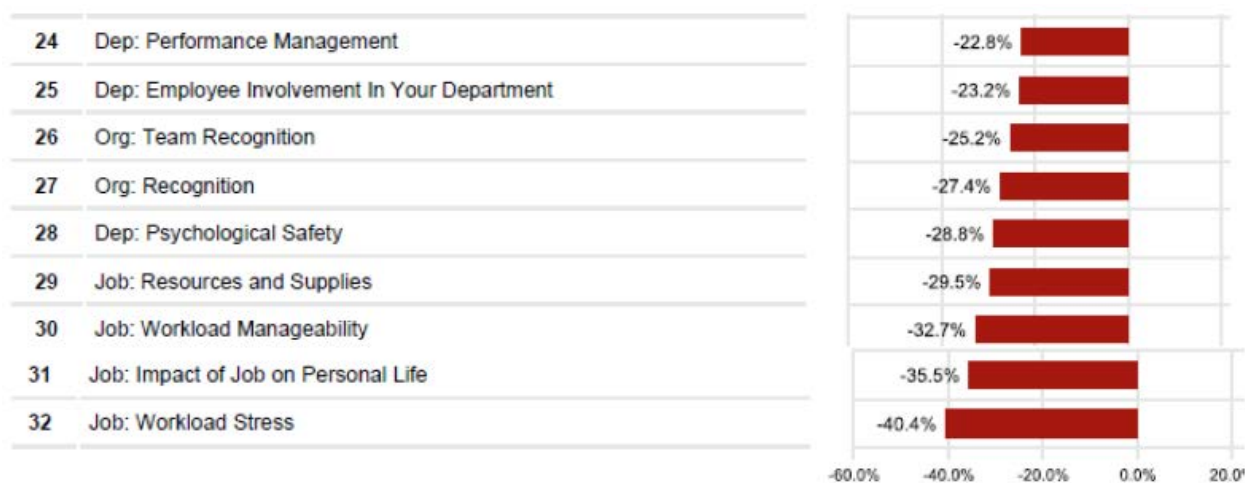 24 Dep: Performance Management -22.8%
25 Dep: Employee Involvement In Your Department -23.2%
26 Org: Team Recognition -25.2%
27 Org: Recognition -27.4%
28 Dep: Psychological Safety -28.8%
29 Job: Resources and Supplies -29.5%
30 Job: Workload Manageability -32.7%
31 Job: Impact of Job on Personal Life -35.5%
32 Job: Workload Stress -40.4%
-60.0% -40.0% -20.0% 0.0% 20.0